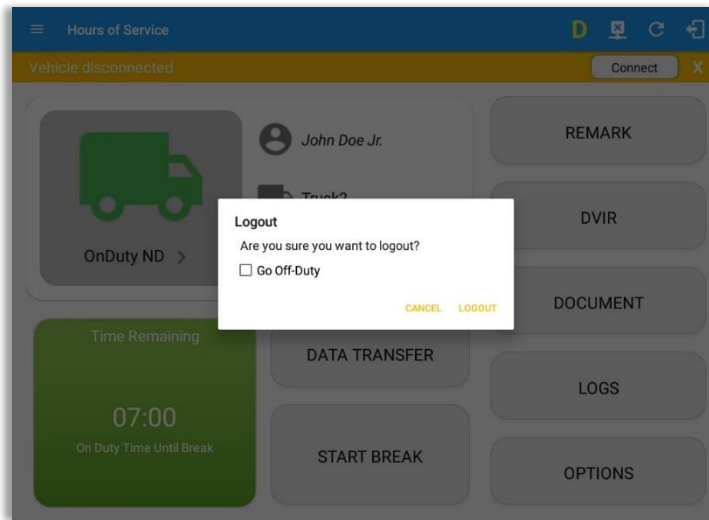 Hours of Service
D
Vehicle disconnected
Connect
X
John Doe Jr.
Truck2
OnDuty ND >
REMARK
DVIR
DOCUMENT
LOGS
OPTIONS
Logout
Are you sure you want to logout?
Go Off-Duty
CANCEL LOGOUT
Time Remaining
07:00
On Duty Time Until Break
DATA TRANSFER
START BREAK